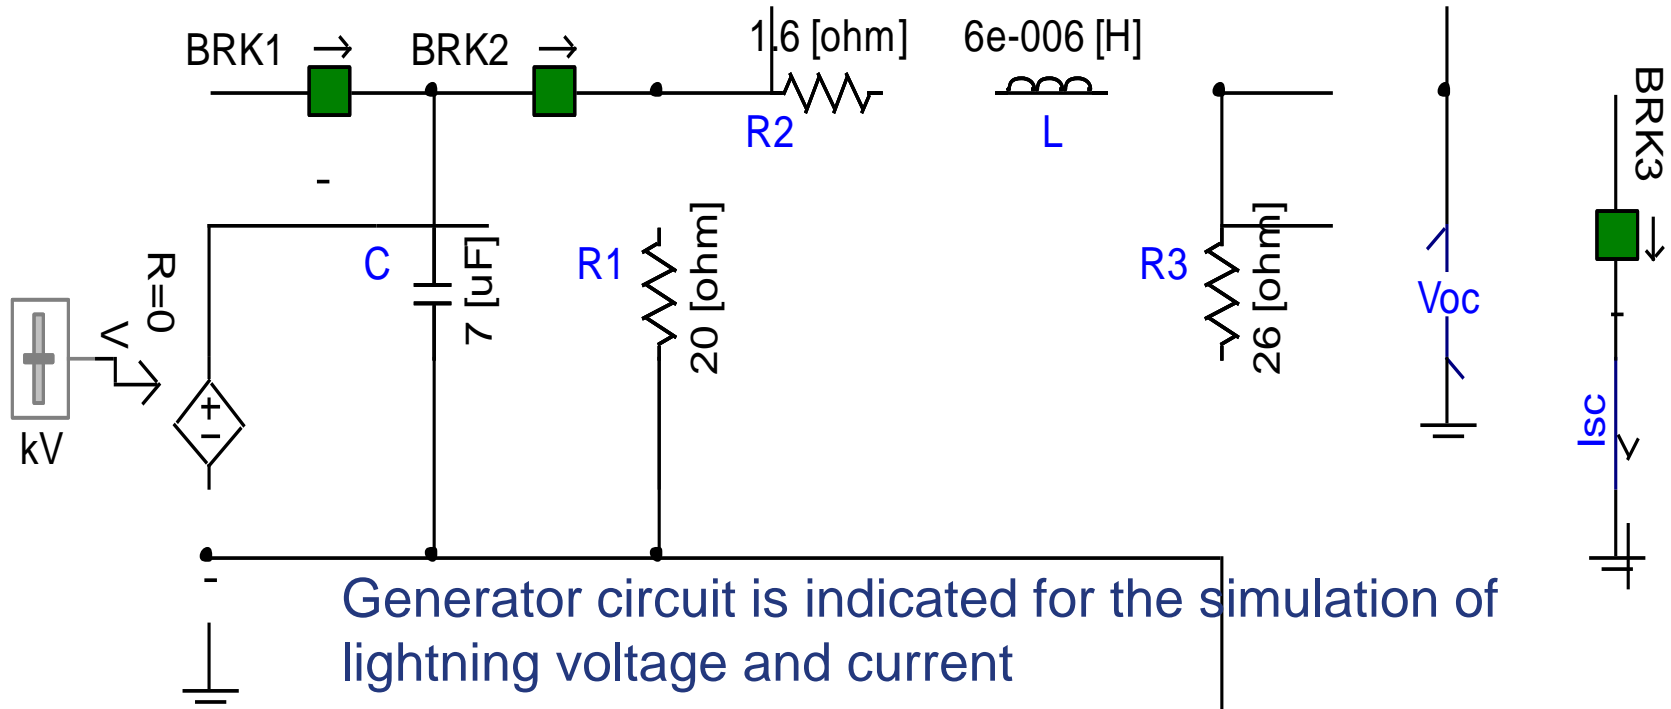 BRK1
BRK2
1.6 [ohm]
6e-006 [H]
BRK3
R2
L
R=0
V
C
7 [uF]
R1
20 [ohm]
R3
26 [ohm]
Voc
kV
Isc
Generator circuit is indicated for the simulation of
lightning voltage and current